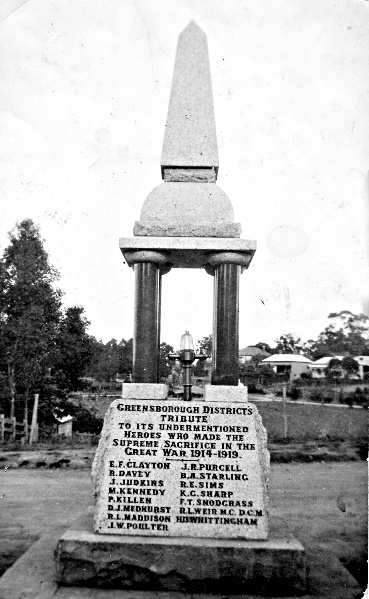 GREENSBOROUGH DISTRICTS
TRIBUTE
TO ITS UNDERMENTIONED
HEROES WHO MADE THE
SUPREME SACRIFICE IN THE
GREAT WAR 1914-1919.
E.F. CLAYTON J.R. PURCELL
R. DAVEY B.A. STARLING
J. JUDKINS R.E. SIMS
M. KENNEDY K.G. SHARP
P. KILLEN F.T. SNODGRASS
D.J. MEDHURST R.L. WEIR M.C. D.C.M.
R.L. MADDISON H.D. WHITTINGHAM
J.W. POULTER